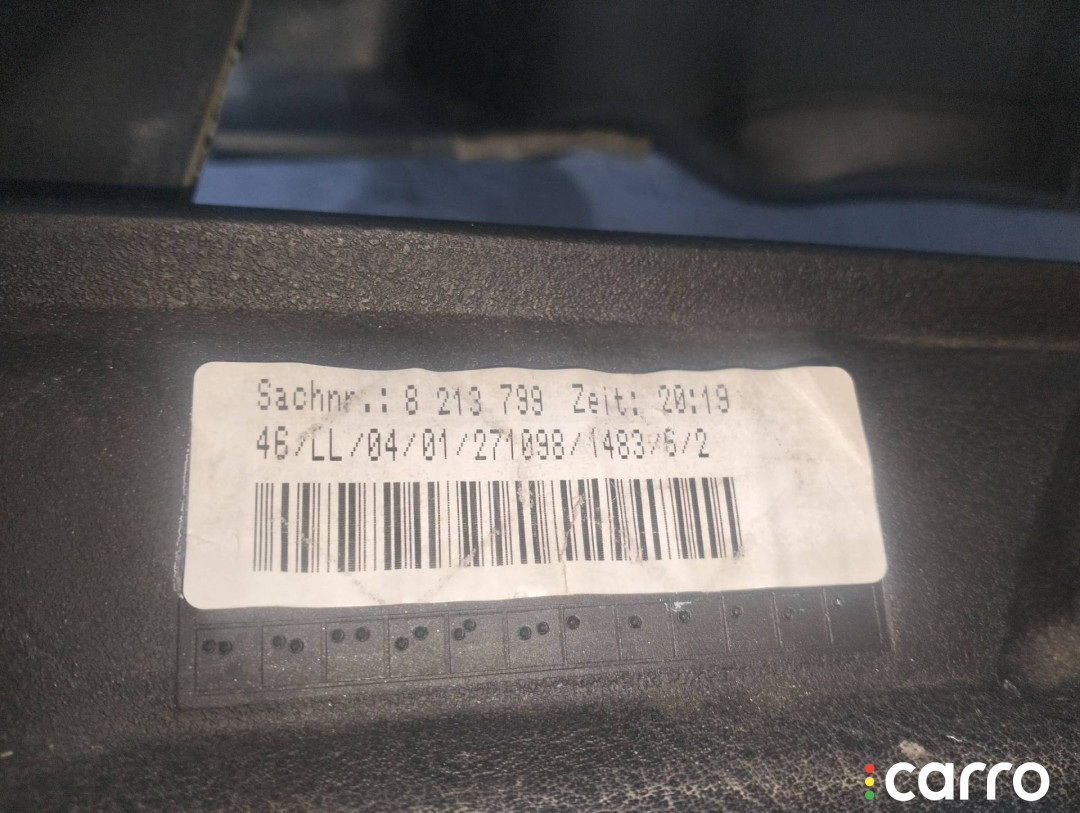 Sachnr.: 8 213 799 Zeit: 20:19
46/LL/04/01/271098/1483/6/2
carro